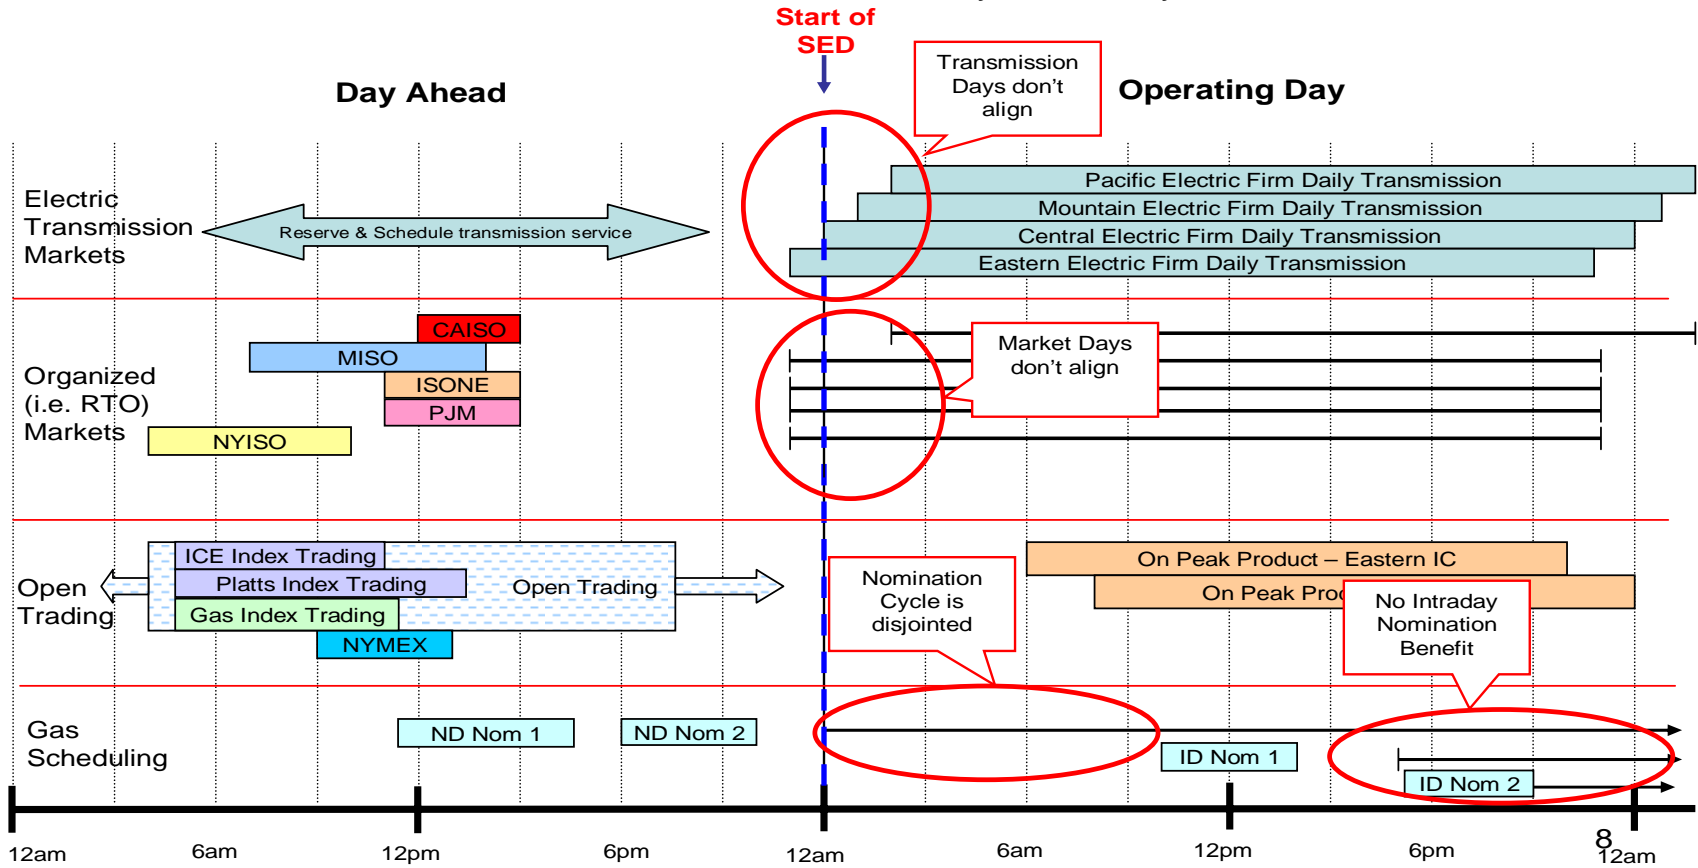 Start of
SED
Day Ahead
Operating Day
Transmission
Days don't
align
Electric
Transmission
Markets
Reserve & Schedule transmission service
Pacific Electric Firm Daily Transmission
Mountain Electric Firm Daily Transmission
Central Electric Firm Daily Transmission
Eastern Electric Firm Daily Transmission
Organized
(i.e. RTO)
Markets
CAISO
MISO
ISONE
PJM
NYISO
Market Days
don't align
Open
Trading
ICE Index Trading
Platts Index Trading
Gas Index Trading
NYMEX
Open Trading
On Peak Product – Eastern IC
On Peak
Nomination
Cycle is
disjointed
No Intraday
Nomination
Benefit
Gas
Scheduling
ND Nom 1
ND Nom 2
ID Nom 1
ID Nom 2
8
12am
6am
12pm
6pm
12am
6am
12pm
6pm
12am